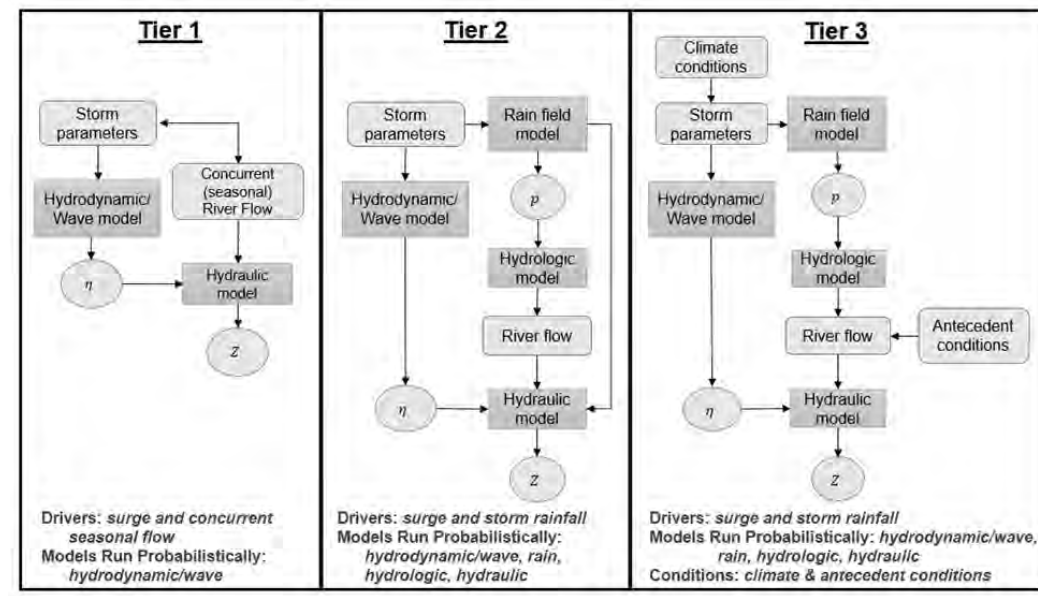 Tier 1
Storm
parameters
Concurrent
(seasonal)
River Flow
Hydrodynamic/
Wave model
η
Hydraulic
model
Z
Drivers: surge and concurrent
seasonal flow
Models Run Probabilistically:
hydrodynamic/wave
Tier 2
Storm
parameters
Rain field
model
Hydrodynamic/
Wave model
p
Hydrologic
model
River flow
η
Hydraulic
model
Z
Drivers: surge and storm rainfall
Models Run Probabilistically:
hydrodynamic/wave, rain,
hydrologic, hydraulic
Tier 3
Climate
conditions
Storm
parameters
Rain field
model
Hydrodynamic/
Wave model
p
Hydrologic
model
River flow
Antecedent
conditions
η
Hydraulic
model
Z
Drivers: surge and storm rainfall
Models Run Probabilistically: hydrodynamic/wave,
rain, hydrologic, hydraulic
Conditions: climate & antecedent conditions